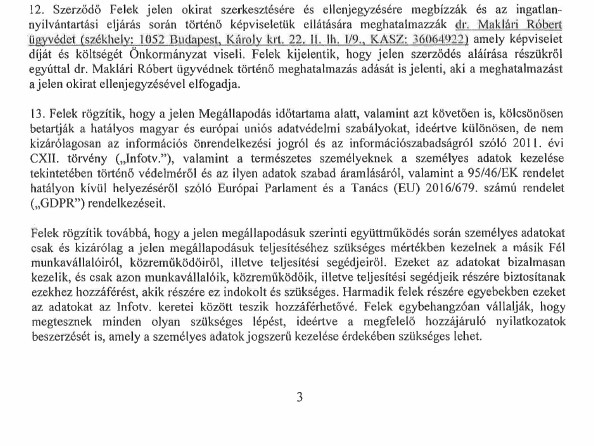 12. Szerződő Felek jelen okirat szerkesztésére és ellenjegyzésére megbízzák és az ingatlan-
nyilvántartási eljárás során történő képviseletük ellátására meghatalmazzák dr. Maklári Róbert
ügyvédet (székhely: 1052 Budapest, Károly krt. 22. II. lh. I/9., KASZ: 36064922) amely képviselet
díját és költségét Önkormányzat viseli. Felek kijelentik, hogy jelen szerződés aláírása részükről
egyúttal dr. Maklári Róbert ügyvédnek történő meghatalmazás adását is jelenti, aki a meghatalmazást
a jelen okirat ellenjegyzésével elfogadja.
13. Felek rögzítik, hogy a jelen Megállapodás időtartama alatt, valamint azt követően is, kölcsönösen
betartják a hatályos magyar és európai uniós adatvédelmi szabályokat, ideértve különösen, de nem
kizárólagosan az információs önrendelkezési jogról és az információszabadságról szóló 2011. évi
CXII. törvény („Infotv."), valamint a természetes személyeknek a személyes adatok kezelése
tekintetében történő védelméről és az ilyen adatok szabad áramlásáról, valamint a 95/46/EK rendelet
hatályon kívül helyezéséről szóló Európai Parlament és a Tanács (EU) 2016/679. számú rendelet
(„GDPR") rendelkezéseit.
Felek rögzítik továbbá, hogy a jelen megállapodásuk szerinti együttműködés során személyes adatokat
csak és kizárólag a jelen megállapodásuk teljesítéséhez szükséges mértékben kezelnek a másik Fél
munkavállalóiról, közreműködőiről, illetve teljesítési segédjeiről. Ezeket az adatokat bizalmasan
kezelik, és csak azon munkavállalóik, közreműködőik, illetve teljesítési segédjeik részére biztosítanak
ezekhez hozzáférést, akik részére ez indokolt és szükséges. Harmadik felek részére egyebekben ezeket
az adatokat az Infotv. keretei között teszik hozzáférhetővé. Felek egybehangzóan vállalják, hogy
megtesznek minden olyan szükséges lépést, ideértve a megfelelő hozzájáruló nyilatkozatok
beszerzését is, amely a személyes adatok jogszerű kezelése érdekében szükséges lehet.
3